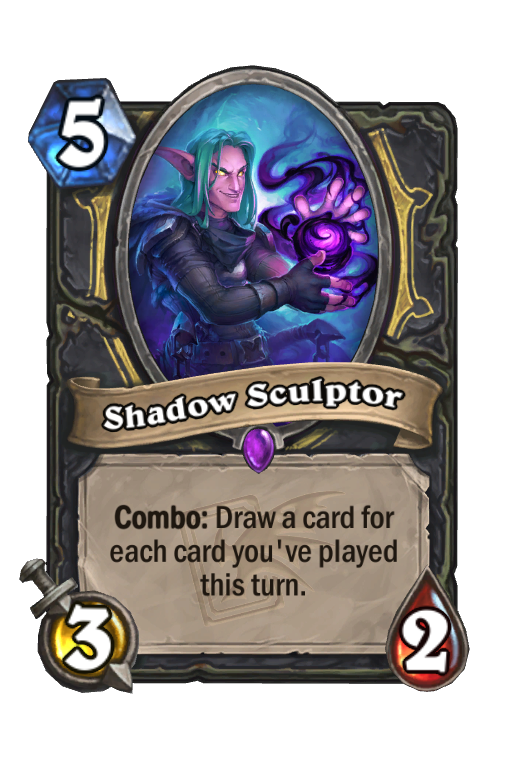 5
Shadow Sculptor
Combo: Draw a card for
each card you've played
this turn.
3
2